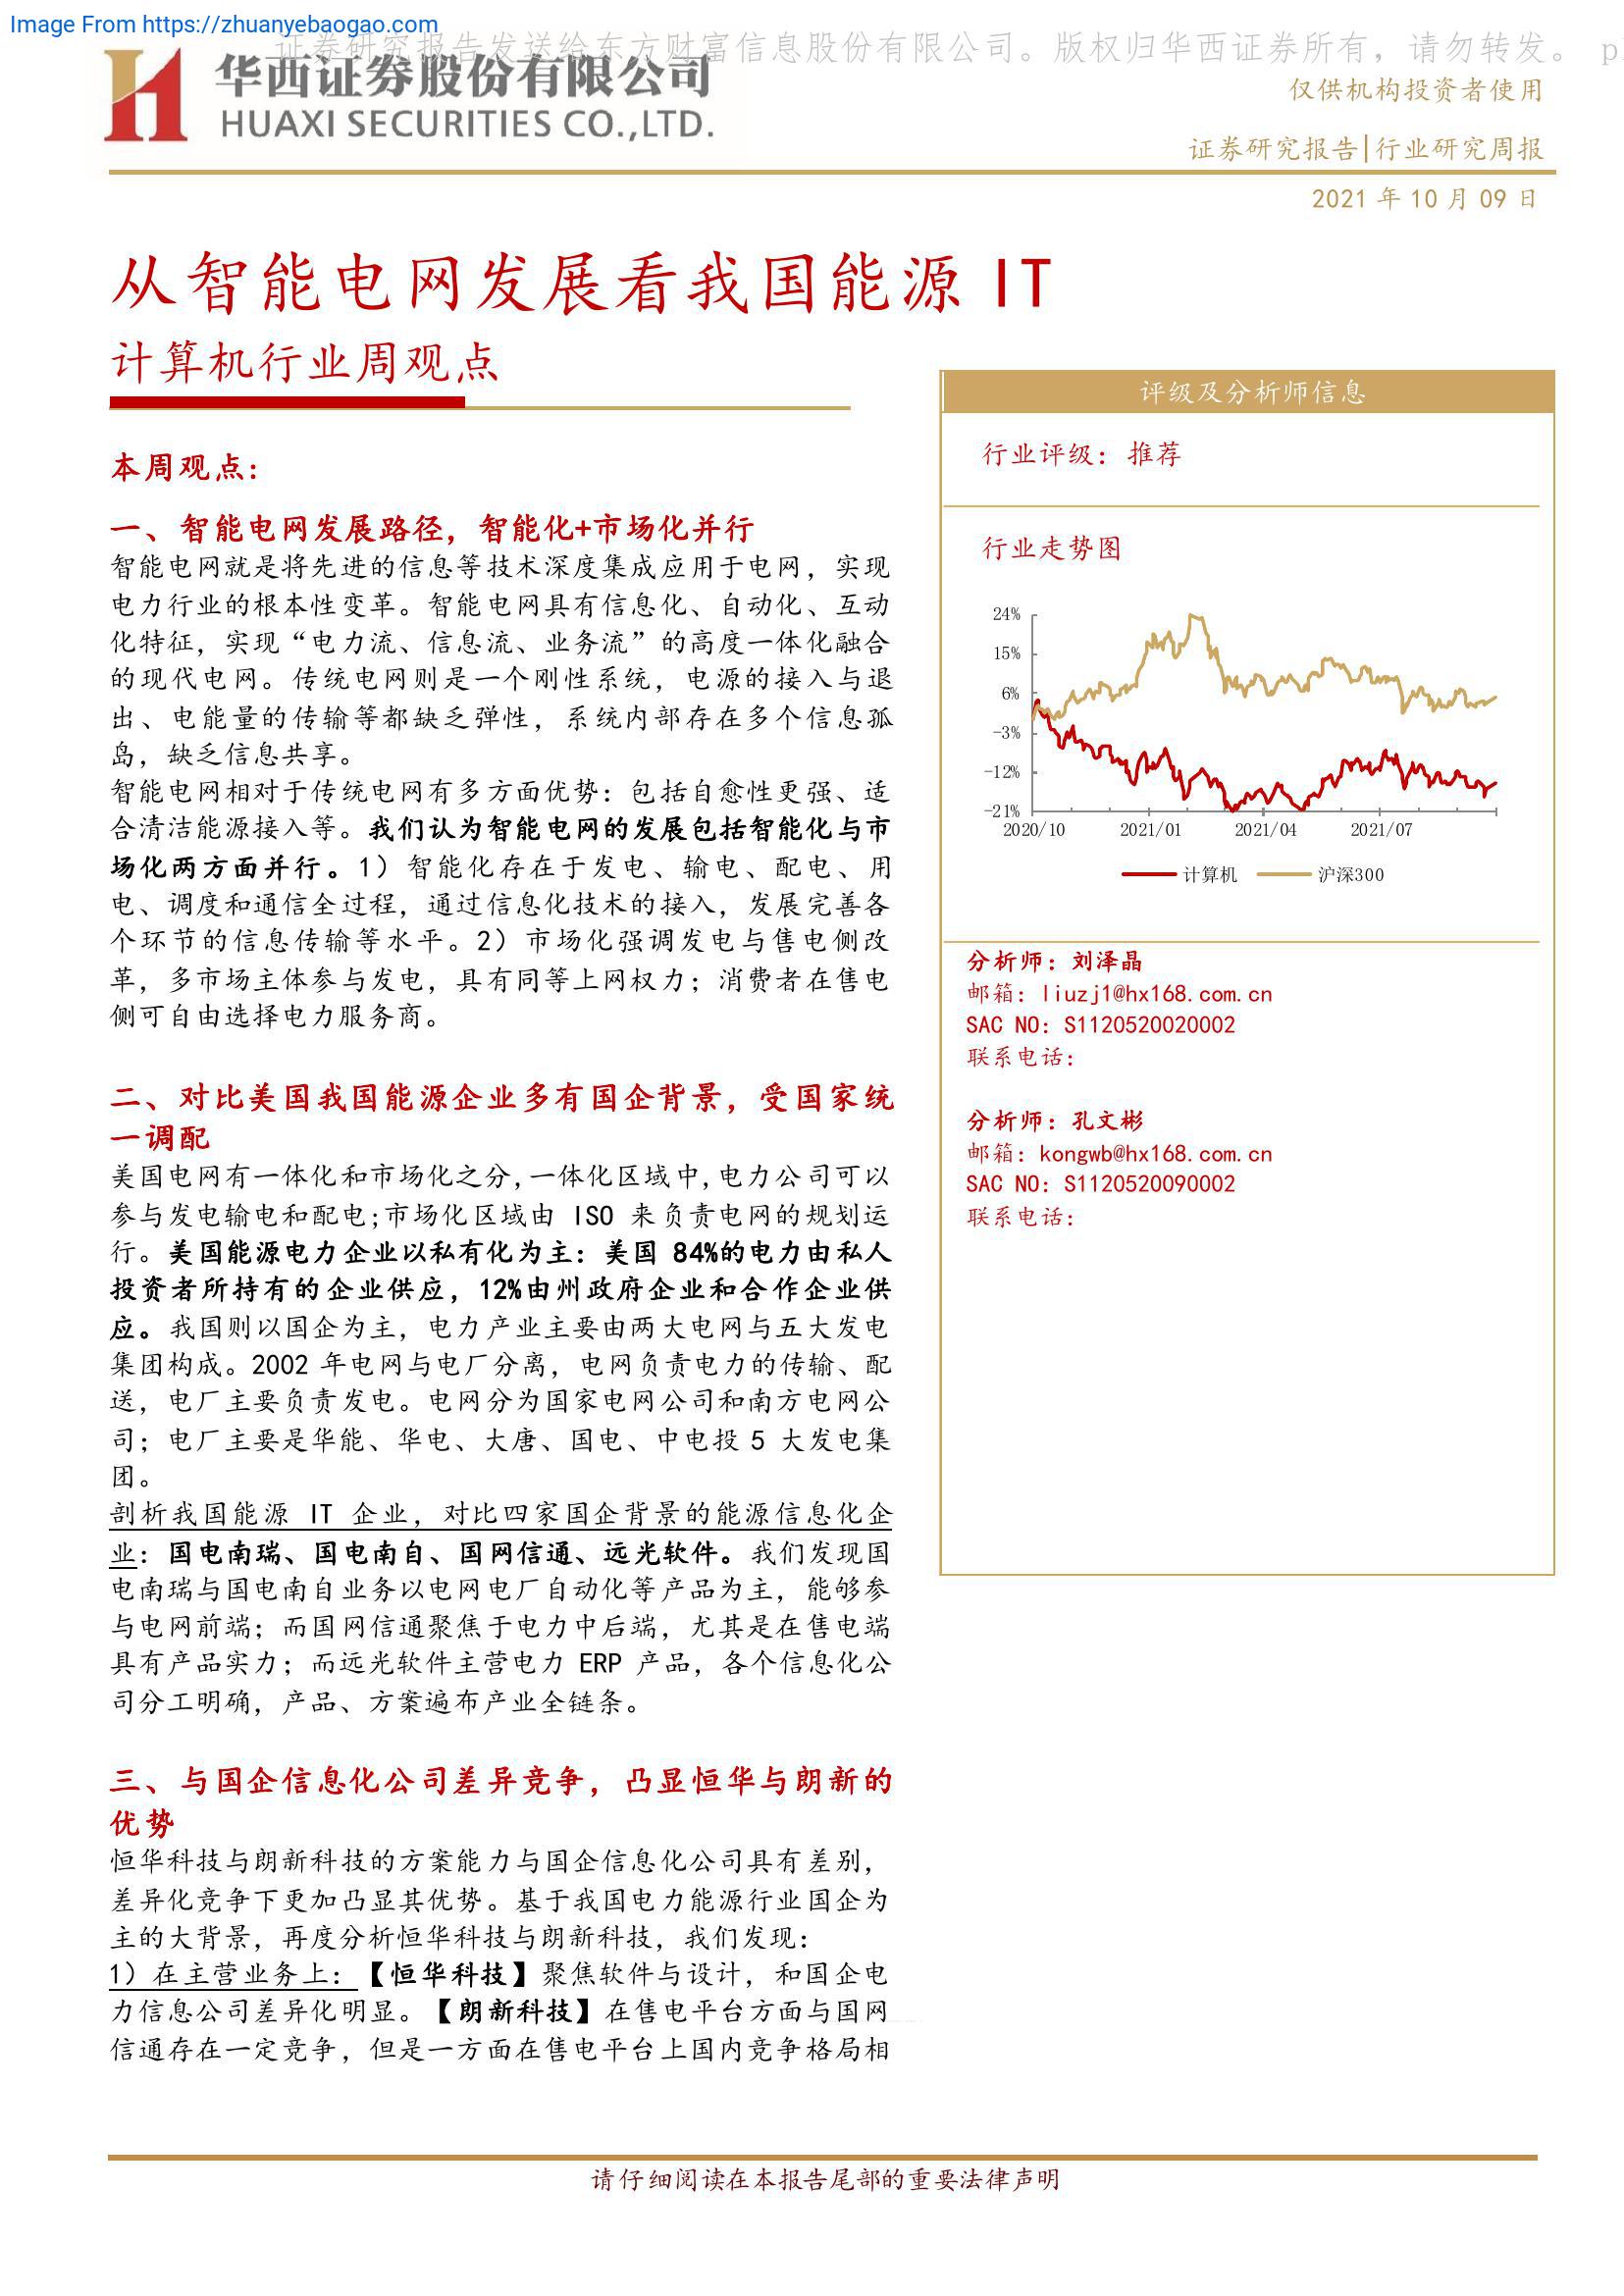 Image From https://zhuanyebaogao.com
证券研究报告发送给东方财富信息股份有限公司。版权归华西证券所有，请勿转发。 p
华西证券股份有限公司
HUAXI SECURITIES CO.,LTD.
仅供机构投资者使用
证券研究报告|行业研究周报
2021 年 10 月 09 日
从智能电网发展看我国能源 IT
计算机行业周观点
本周观点：
一、智能电网发展路径，智能化+市场化并行
智能电网就是将先进的信息等技术深度集成应用于电网，实现
电力行业的根本性变革。智能电网具有信息化、自动化、互动
化特征，实现“电力流、信息流、业务流”的高度一体化融合
的现代电网。传统电网则是一个刚性系统，电源的接入与退
出、电能量的传输等都缺乏弹性，系统内部存在多个信息孤
岛，缺乏信息共享。
智能电网相对于传统电网有多方面优势：包括自愈性更强、适
合清洁能源接入等。我们认为智能电网的发展包括智能化与市
场化两方面并行。1）智能化存在于发电、输电、配电、用
电、调度和通信全过程，通过信息化技术的接入，发展完善各
个环节的信息传输等水平。2）市场化强调发电与售电侧改
革，多市场主体参与发电，具有同等上网权力；消费者在售电
侧可自由选择电力服务商。
二、对比美国我国能源企业多有国企背景，受国家统
一调配
美国电网有一体化和市场化之分,一体化区域中,电力公司可以
参与发电输电和配电;市场化区域由 ISO 来负责电网的规划运
行。美国能源电力企业以私有化为主：美国 84%的电力由私人
投资者所持有的企业供应，12%由州政府企业和合作企业供
应。我国则以国企为主，电力产业主要由两大电网与五大发电
集团构成。2002 年电网与电厂分离，电网负责电力的传输、配
送，电厂主要负责发电。电网分为国家电网公司和南方电网公
司；电厂主要是华能、华电、大唐、国电、中电投 5 大发电集
团。
剖析我国能源 IT 企业，对比四家国企背景的能源信息化企
业：国电南瑞、国电南自、国网信通、远光软件。我们发现国
电南瑞与国电南自业务以电网电厂自动化等产品为主，能够参
与电网前端；而国网信通聚焦于电力中后端，尤其是在售电端
具有产品实力；而远光软件主营电力 ERP 产品，各个信息化公
司分工明确，产品、方案遍布产业全链条。
三、与国企信息化公司差异竞争，凸显恒华与朗新的
优势
恒华科技与朗新科技的方案能力与国企信息化公司具有差别，
差异化竞争下更加凸显其优势。基于我国电力能源行业国企为
主的大背景，再度分析恒华科技与朗新科技，我们发现：
1）在主营业务上：【恒华科技】聚焦软件与设计，和国企电
力信息公司差异化明显。【朗新科技】在售电平台方面与国网
信通存在一定竞争，但是一方面在售电平台上国内竞争格局相
评级及分析师信息
行业评级：推荐
行业走势图
24%
15%
6%
-3%
-12%
-21%
2020/10 2021/01 2021/04 2021/07
计算机 沪深300
分析师：刘泽晶
邮箱：liuzj1@hx168.com.cn
SAC NO：S1120520020002
联系电话：
分析师：孔文彬
邮箱：kongwb@hx168.com.cn
SAC NO：S1120520090002
联系电话：
请仔细阅读在本报告尾部的重要法律声明